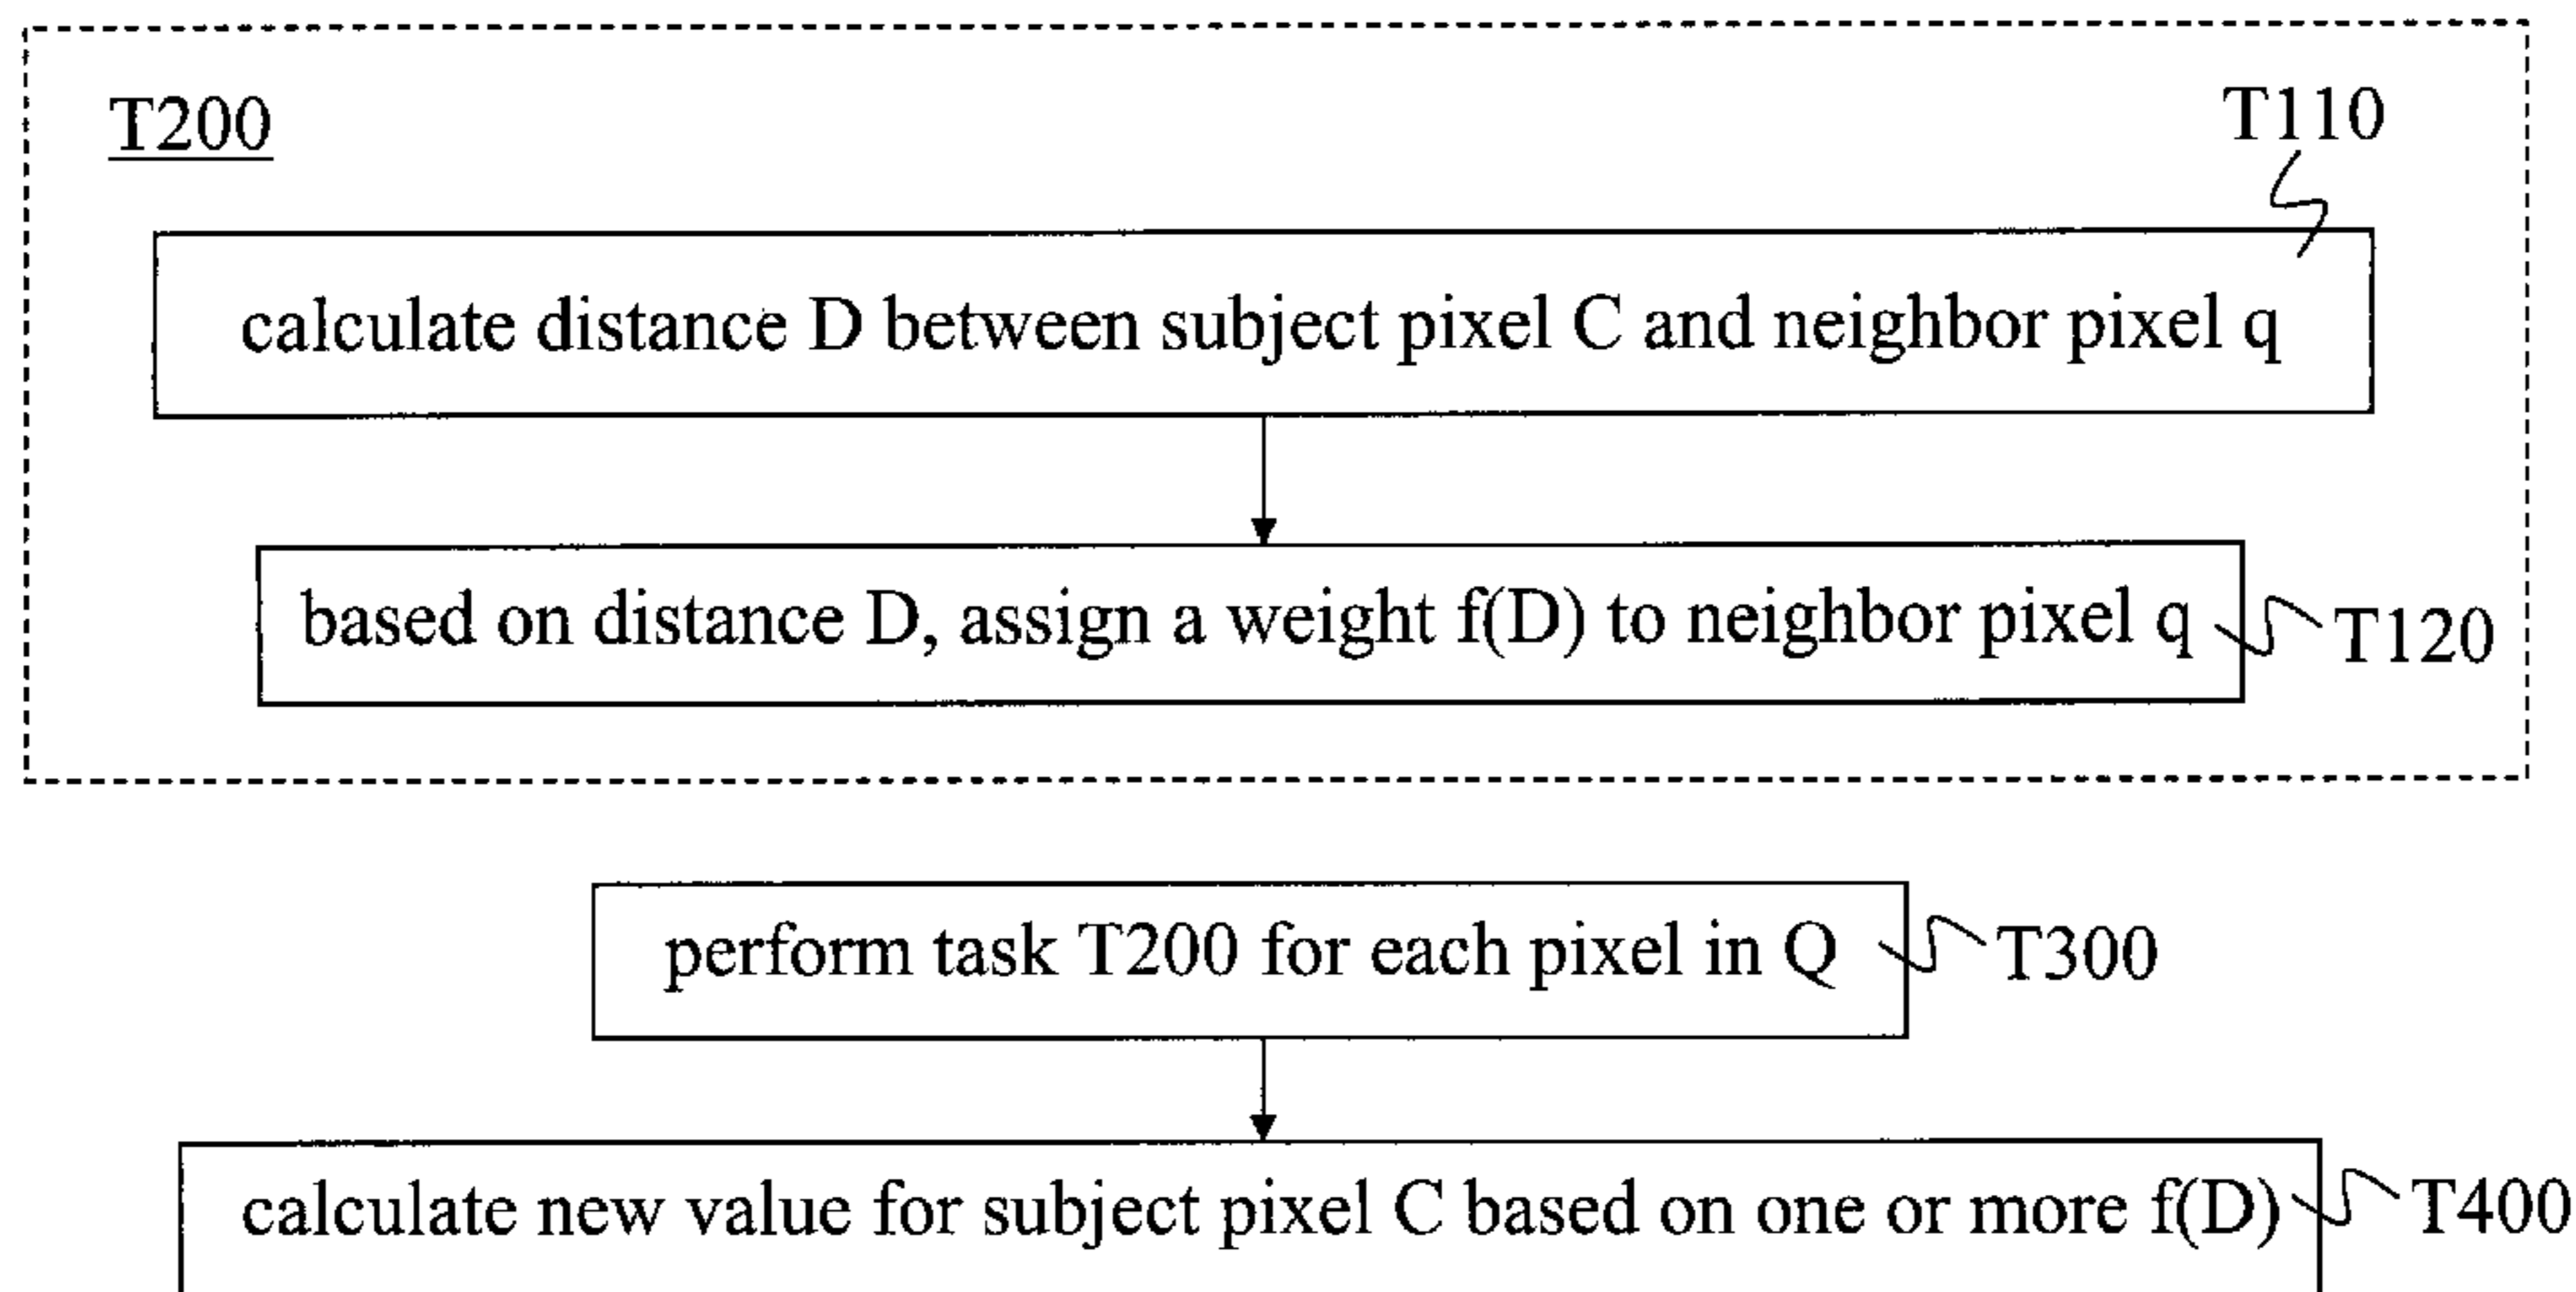 T200
T110
calculate distance D between subject pixel C and neighbor pixel q
based on distance D, assign a weight f(D) to neighbor pixel q
T120
perform task T200 for each pixel in Q
T300
calculate new value for subject pixel C based on one or more f(D)
T400